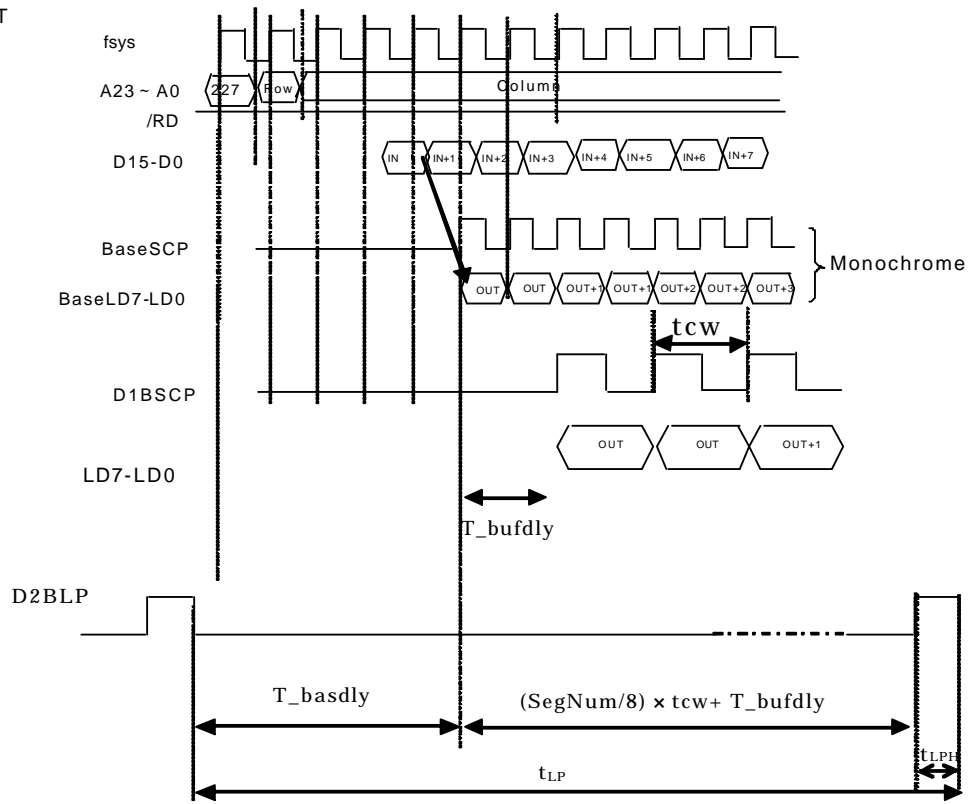 T
fsys
A23 ~ A0 227 Row Column
/RD
D15-D0 IN IN+1 IN+2 IN+3 IN+4 IN+5 IN+6 IN+7
BaseSCP
Monochrome
BaseLD7-LD0 OUT OUT OUT+1 OUT+1 OUT+2 OUT+2 OUT+3
tcw
D1BSCP
LD7-LD0 OUT OUT OUT+1
T_bufdly
D2BLP
T_basdly (SegNum/8) × tcw+ T_bufdly
tLPH
tLP